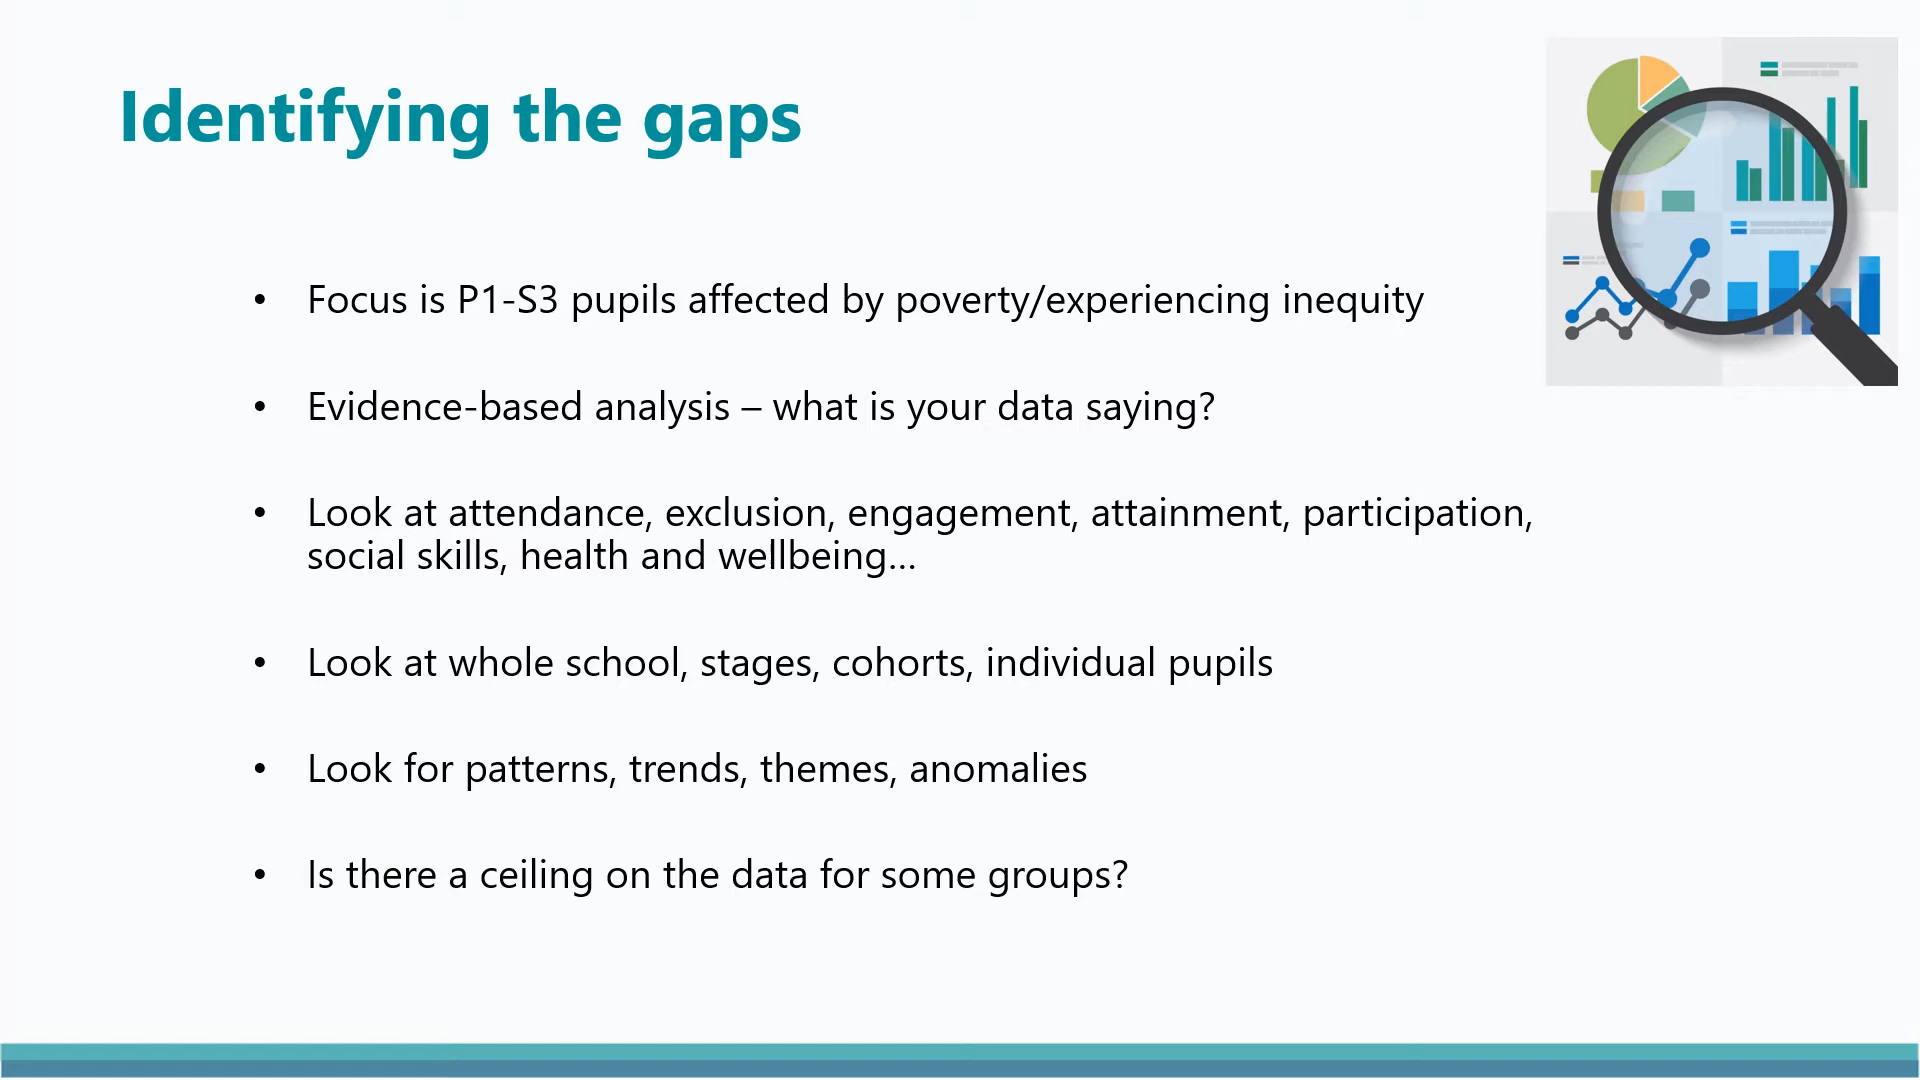 Identifying the gaps
• Focus is P1-S3 pupils affected by poverty/experiencing inequity
• Evidence-based analysis – what is your data saying?
• Look at attendance, exclusion, engagement, attainment, participation,
social skills, health and wellbeing...
• Look at whole school, stages, cohorts, individual pupils
• Look for patterns, trends, themes, anomalies
• Is there a ceiling on the data for some groups?